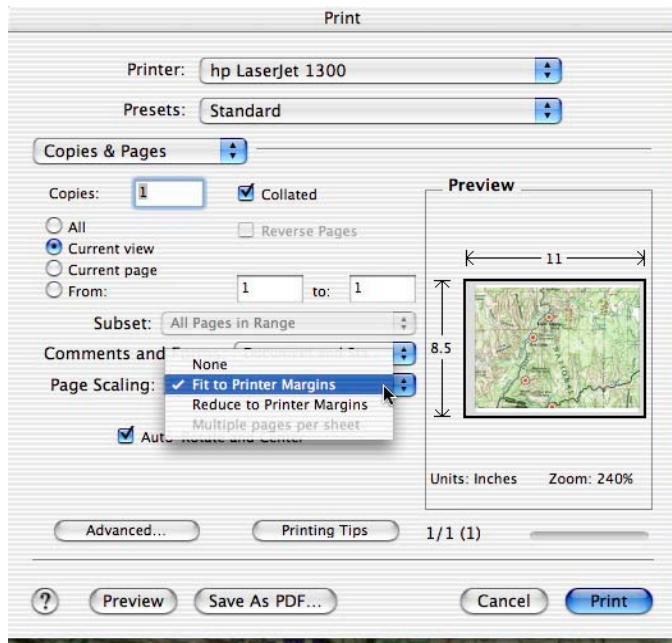 Print
Printer: hp LaserJet 1300
Presets: Standard
Copies & Pages
Copies: 1
Collated
All
Reverse Pages
Current view
Current page
From: 1 to: 1
Subset: All Pages in Range
Comments and
Page Scaling:
None
✓ Fit to Printer Margins
Reduce to Printer Margins
Multiple pages per sheet
Auto-Rotate and Center
Preview
11
8.5
Units: Inches Zoom: 240%
Advanced...
Printing Tips
1/1 (1)
?
Preview
Save As PDF...
Cancel
Print